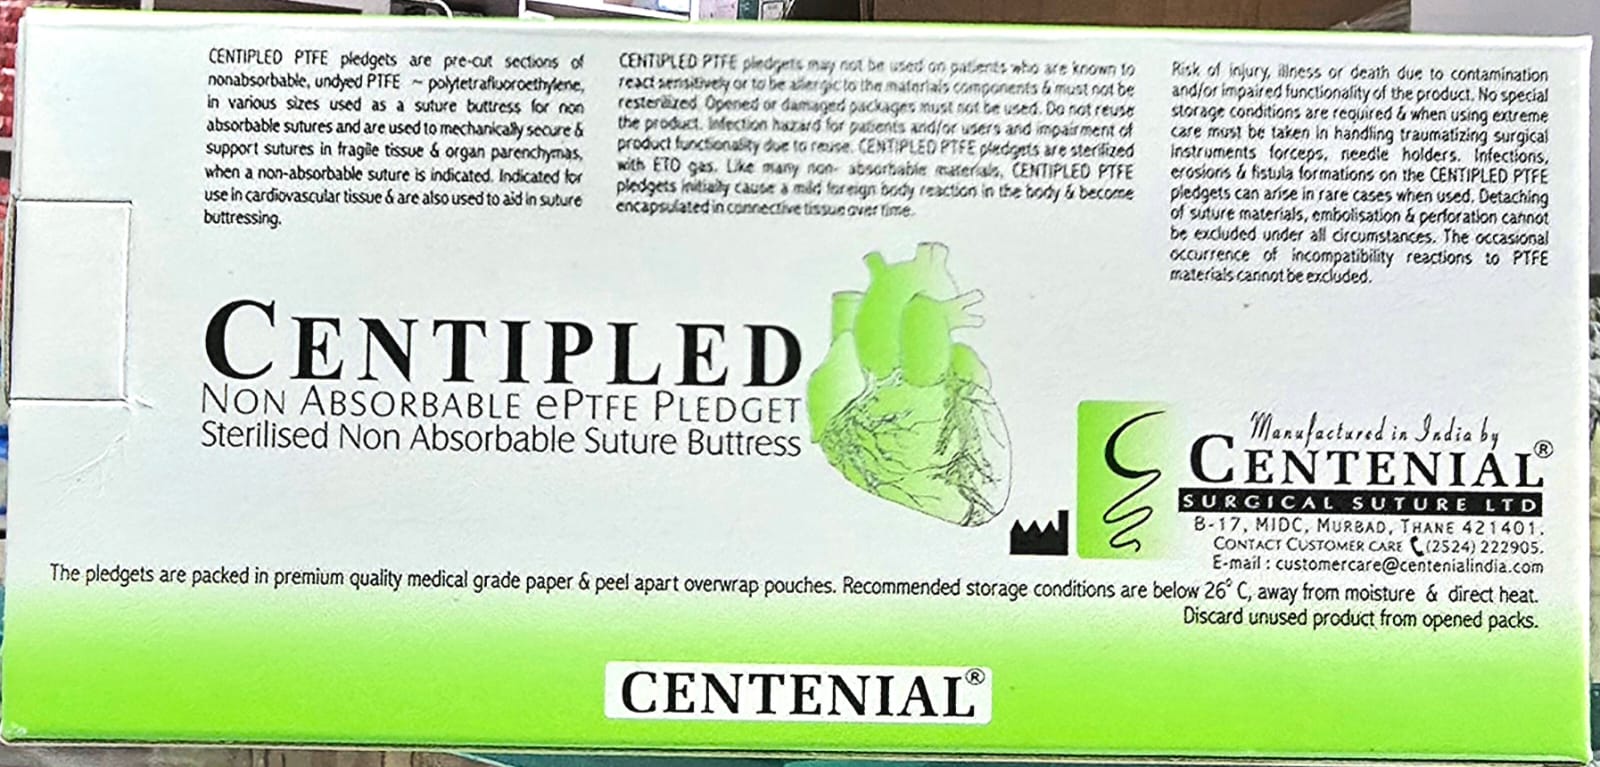 CENTIPLED PTFE pledgets are pre-cut sections of
nonabsorbable, undyed PTFE ~ polytetrafluoroethylene,
in various sizes used as a suture buttress for non
absorbable sutures and are used to mechanically secure &
support sutures in fragile tissue & organ parenchymas,
when a non-absorbable suture is indicated. Indicated for
use in cardiovascular tissue & are also used to aid in suture
buttressing.
CENTIPLED PTFE pledgets may not be used on patients who are known to
react sensitively or to be allergic to the materials components & must not be
resterilized. Opened or damaged packages must not be used. Do not reuse
the product. Infection hazard for patients and/or users and impairment of
product functionality due to reuse. CENTIPLED PTFE pledgets are sterilized
with ETO gas. Like many non- absorbable materials, CENTIPLED PTFE
pledgets initially cause a mild foreign body reaction in the body & become
encapsulated in connective tissue over time.
Risk of injury, illness or death due to contamination
and/or impaired functionality of the product. No special
storage conditions are required & when using extreme
care must be taken in handling traumatizing surgical
instruments forceps, needle holders. Infections,
erosions & fistula formations on the CENTIPLED PTFE
pledgets can arise in rare cases when used. Detaching
of suture materials, embolisation & perforation cannot
be excluded under all circumstances. The occasional
occurrence of incompatibility reactions to PTFE
materials cannot be excluded.
CENTIPLED
NON ABSORBABLE ePTFE PLEDGET
Sterilised Non Absorbable Suture Buttress
Manufactured in India by
CENTENIAL®
SURGICAL SUTURE LTD
B-17, MIDC, MURBAD, THANE 421401.
CONTACT CUSTOMER CARE (2524) 222905.
E-mail : customercare@centenialindia.com
The pledgets are packed in premium quality medical grade paper & peel apart overwrap pouches. Recommended storage conditions are below 26° C, away from moisture & direct heat.
Discard unused product from opened packs.
CENTENIAL®